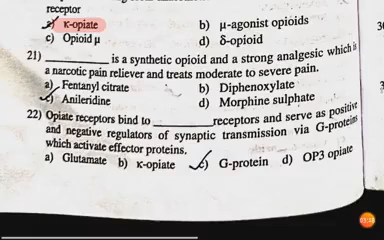 receptor
a) κ-opiate b) μ-agonist opioids
c) Opioid μ d) δ-opioid
21) __________ is a synthetic opioid and a strong analgesic which is
a narcotic pain reliever and treats moderate to severe pain.
a) Fentanyl citrate b) Diphenoxylate
c) Anileridine d) Morphine sulphate
22) Opiate receptors bind to __________ receptors and serve as positive
and negative regulators of synaptic transmission via G-proteins
which activate effector proteins.
a) Glutamate b) κ-opiate c) G-protein d) OP3 opiate